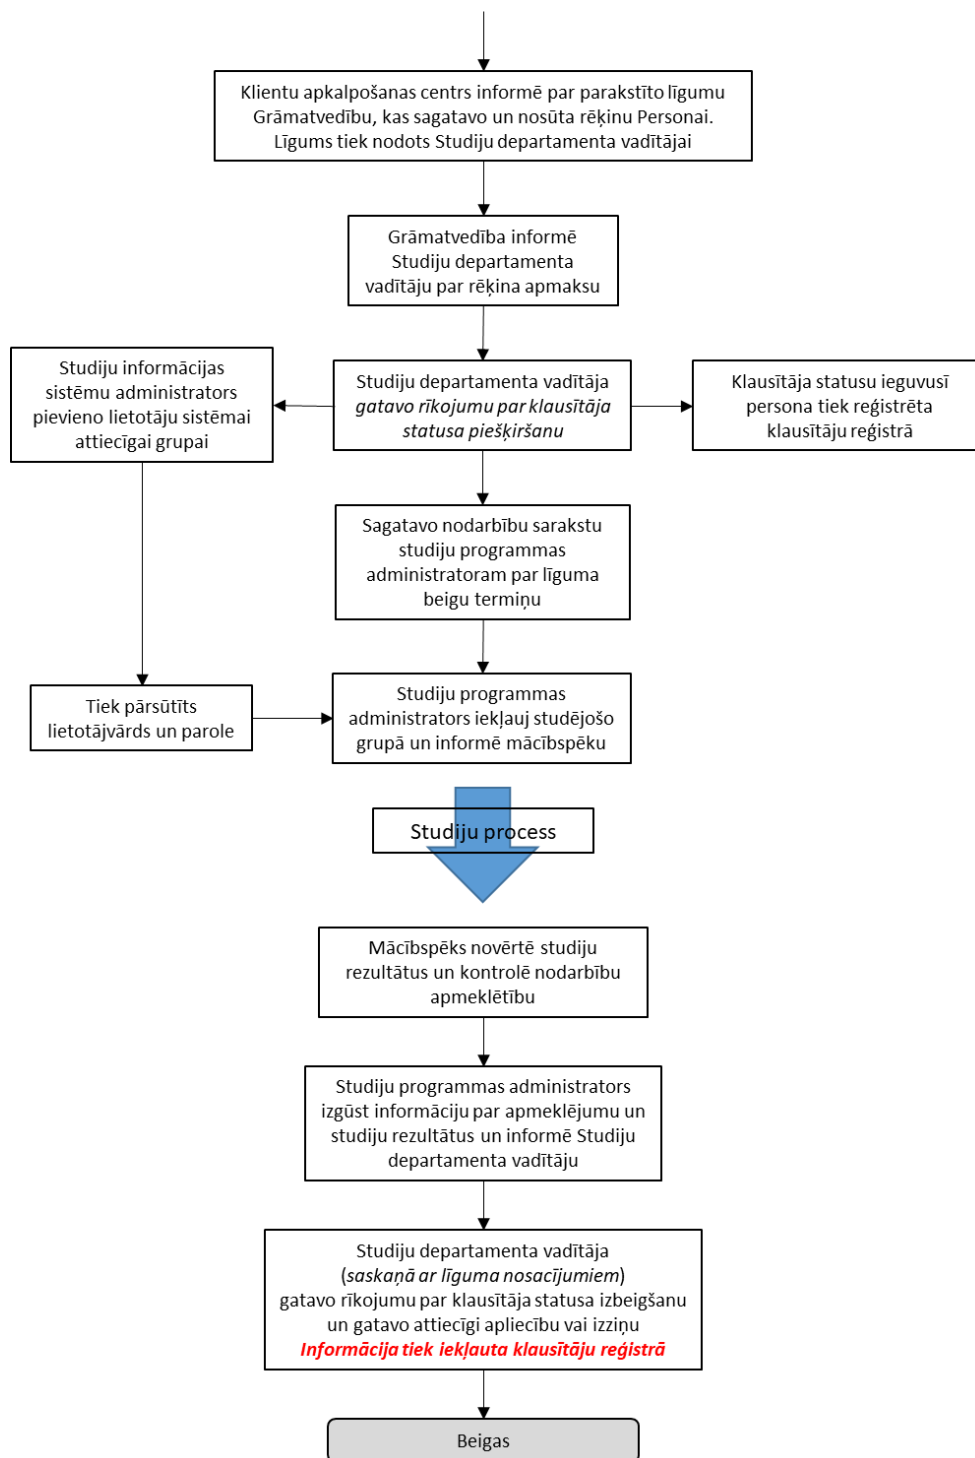 Klientu apkalpošanas centrs informē par parakstīto līgumu
Grāmatvedību, kas sagatavo un nosūta rēķinu Personai.
Līgums tiek nodots Studiju departamenta vadītājai
Grāmatvedība informē
Studiju departamenta
vadītāju par rēķina apmaksu
Studiju informācijas
sistēmu administrators
pievieno lietotāju sistēmai
attiecīgai grupai
Studiju departamenta vadītāja
gatavo rīkojumu par klausītāja
statusa piešķiršanu
Klausītāja statusu ieguvusī
persona tiek reģistrēta
klausītāju reģistrā
Sagatavo nodarbību sarakstu
studiju programmas
administratoram par līguma
beigu termiņu
Tiek pārsūtīts
lietotājvārds un parole
Studiju programmas
administrators iekļauj studējošo
grupā un informē mācībspēku
Studiju process
Mācībspēks novērtē studiju
rezultātus un kontrolē nodarbību
apmeklētību
Studiju programmas administrators
izgūst informāciju par apmeklējumu un
studiju rezultātus un informē Studiju
departamenta vadītāju
Studiju departamenta vadītāja
(saskaņā ar līguma nosacījumiem)
gatavo rīkojumu par klausītāja statusa izbeigšanu
un gatavo attiecīgi apliecību vai izziņu
Informācija tiek iekļauta klausītāju reģistrā
Beigas